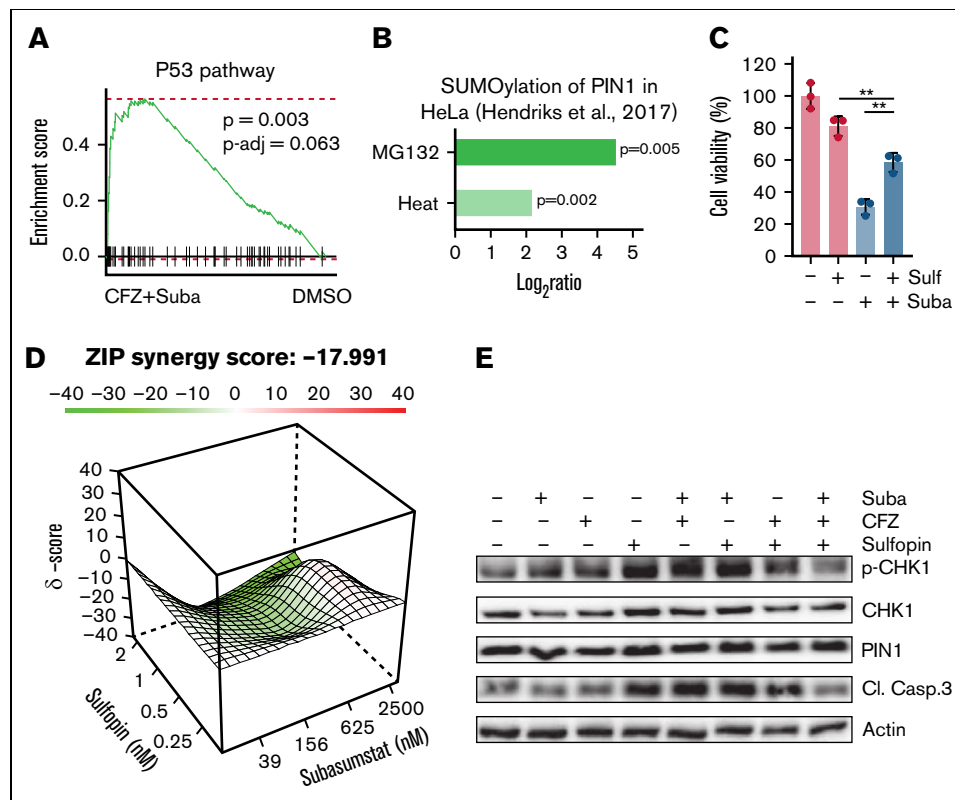 A
P53 pathway
p = 0.003
p-adj = 0.063
Enrichment score
0.4
0.2
0.0
CFZ+Suba
DMSO
B
SUMOylation of PIN1 in
HeLa (Hendriks et al., 2017)
MG132
p=0.005
Heat
p=0.002
0 1 2 3 4 5
Log2ratio
C
Cell viability (%)
120
100
80
60
40
20
0
**
**
− + − + Sulf
− − + + Suba
D
ZIP synergy score: −17.991
−40 −30 −20 −10 0 10 20 30 40
δ -score
40
30
20
10
0
−10
−20
−30
−40
2
1
0.5
0.25
Sulfopin (nM)
39
156
625
2500
Subasumstat (nM)
E
− + − − + + − + Suba
− − + − + − + + CFZ
− − − + − + + + Sulfopin
p-CHK1
CHK1
PIN1
Cl. Casp.3
Actin